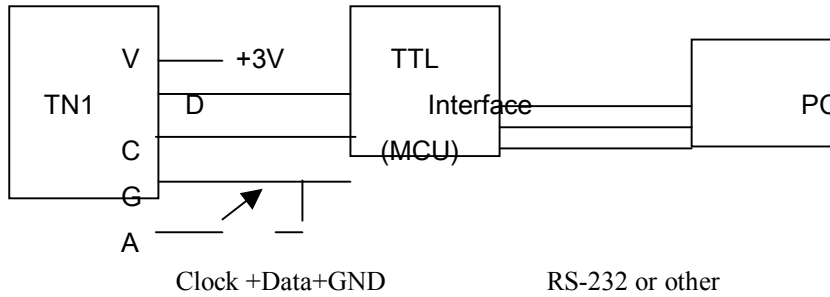 V +3V TTL
TN1 D Interface PC
C (MCU)
G
A
Clock +Data+GND RS-232 or other